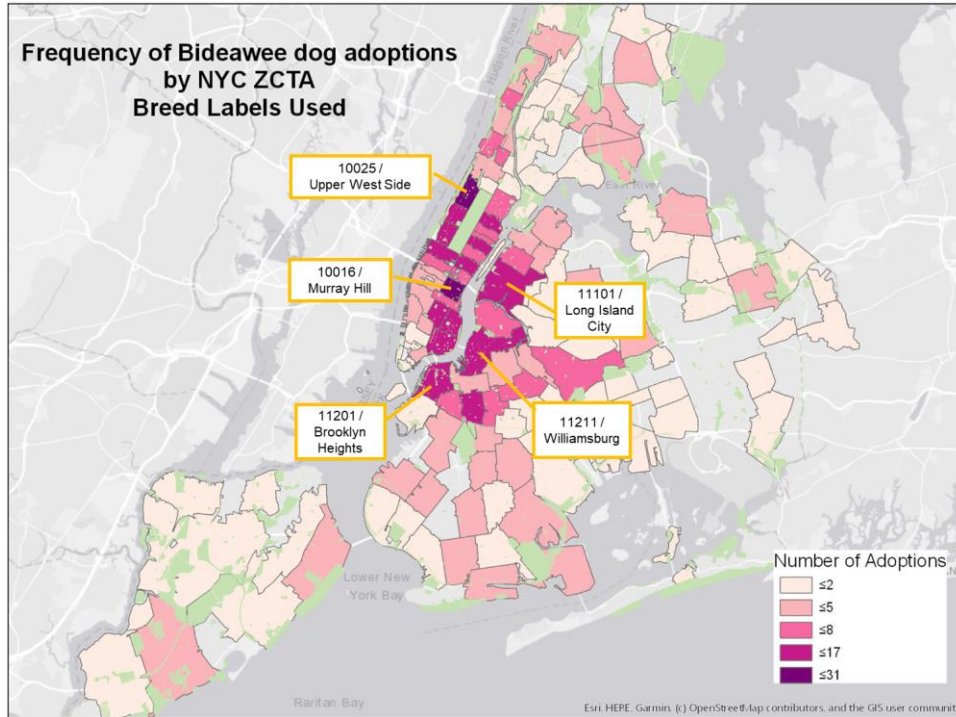 Frequency of Bideawee dog adoptions
by NYC ZCTA
Breed Labels Used
Hudson River
10025 /
Upper West Side
East River
10016 /
Murray Hill
11101 /
Long Island
City
11201 /
Brooklyn
Heights
11211 /
Williamsburg
Lower New
York Bay
Raritan Bay
Number of Adoptions
≤2
≤5
≤8
≤17
≤31
Esri, HERE, Garmin, (c) OpenStreetMap contributors, and the GIS user communit